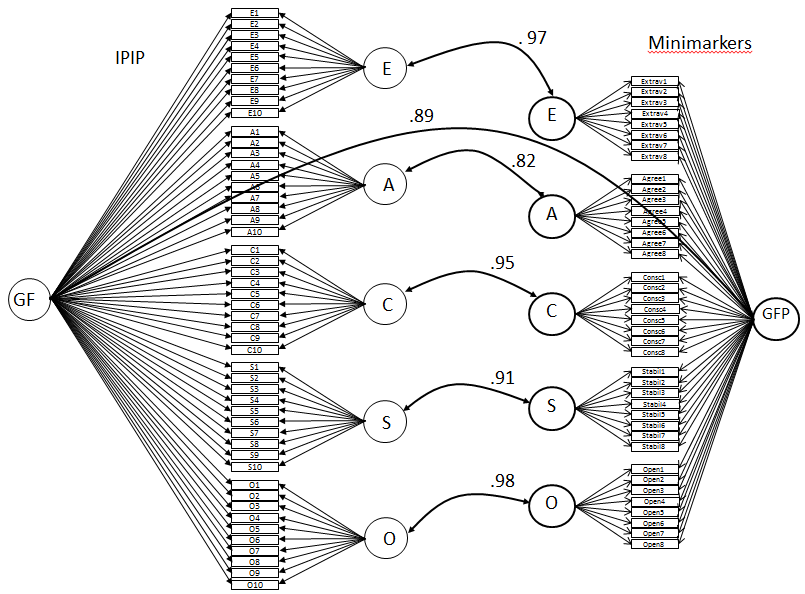 IPIP
Minimarkers
GF
E1
E2
E3
E4
E5
E6
E7
E8
E9
E10
A1
A2
A3
A4
A5
A6
A7
A8
A9
A10
C1
C2
C3
C4
C5
C6
C7
C8
C9
C10
S1
S2
S3
S4
S5
S6
S7
S8
S9
S10
O1
O2
O3
O4
O5
O6
O7
O8
O9
O10
E
A
C
S
O
.97
.89
.82
.95
.91
.98
E
A
C
S
O
Extrav1
Extrav2
Extrav3
Extrav4
Extrav5
Extrav6
Extrav7
Extrav8
Agree1
Agree2
Agree3
Agree4
Agree5
Agree6
Agree7
Agree8
Consc1
Consc2
Consc3
Consc4
Consc5
Consc6
Consc7
Consc8
Stabil1
Stabil2
Stabil3
Stabil4
Stabil5
Stabil6
Stabil7
Stabil8
Open1
Open2
Open3
Open4
Open5
Open6
Open7
Open8
GFP